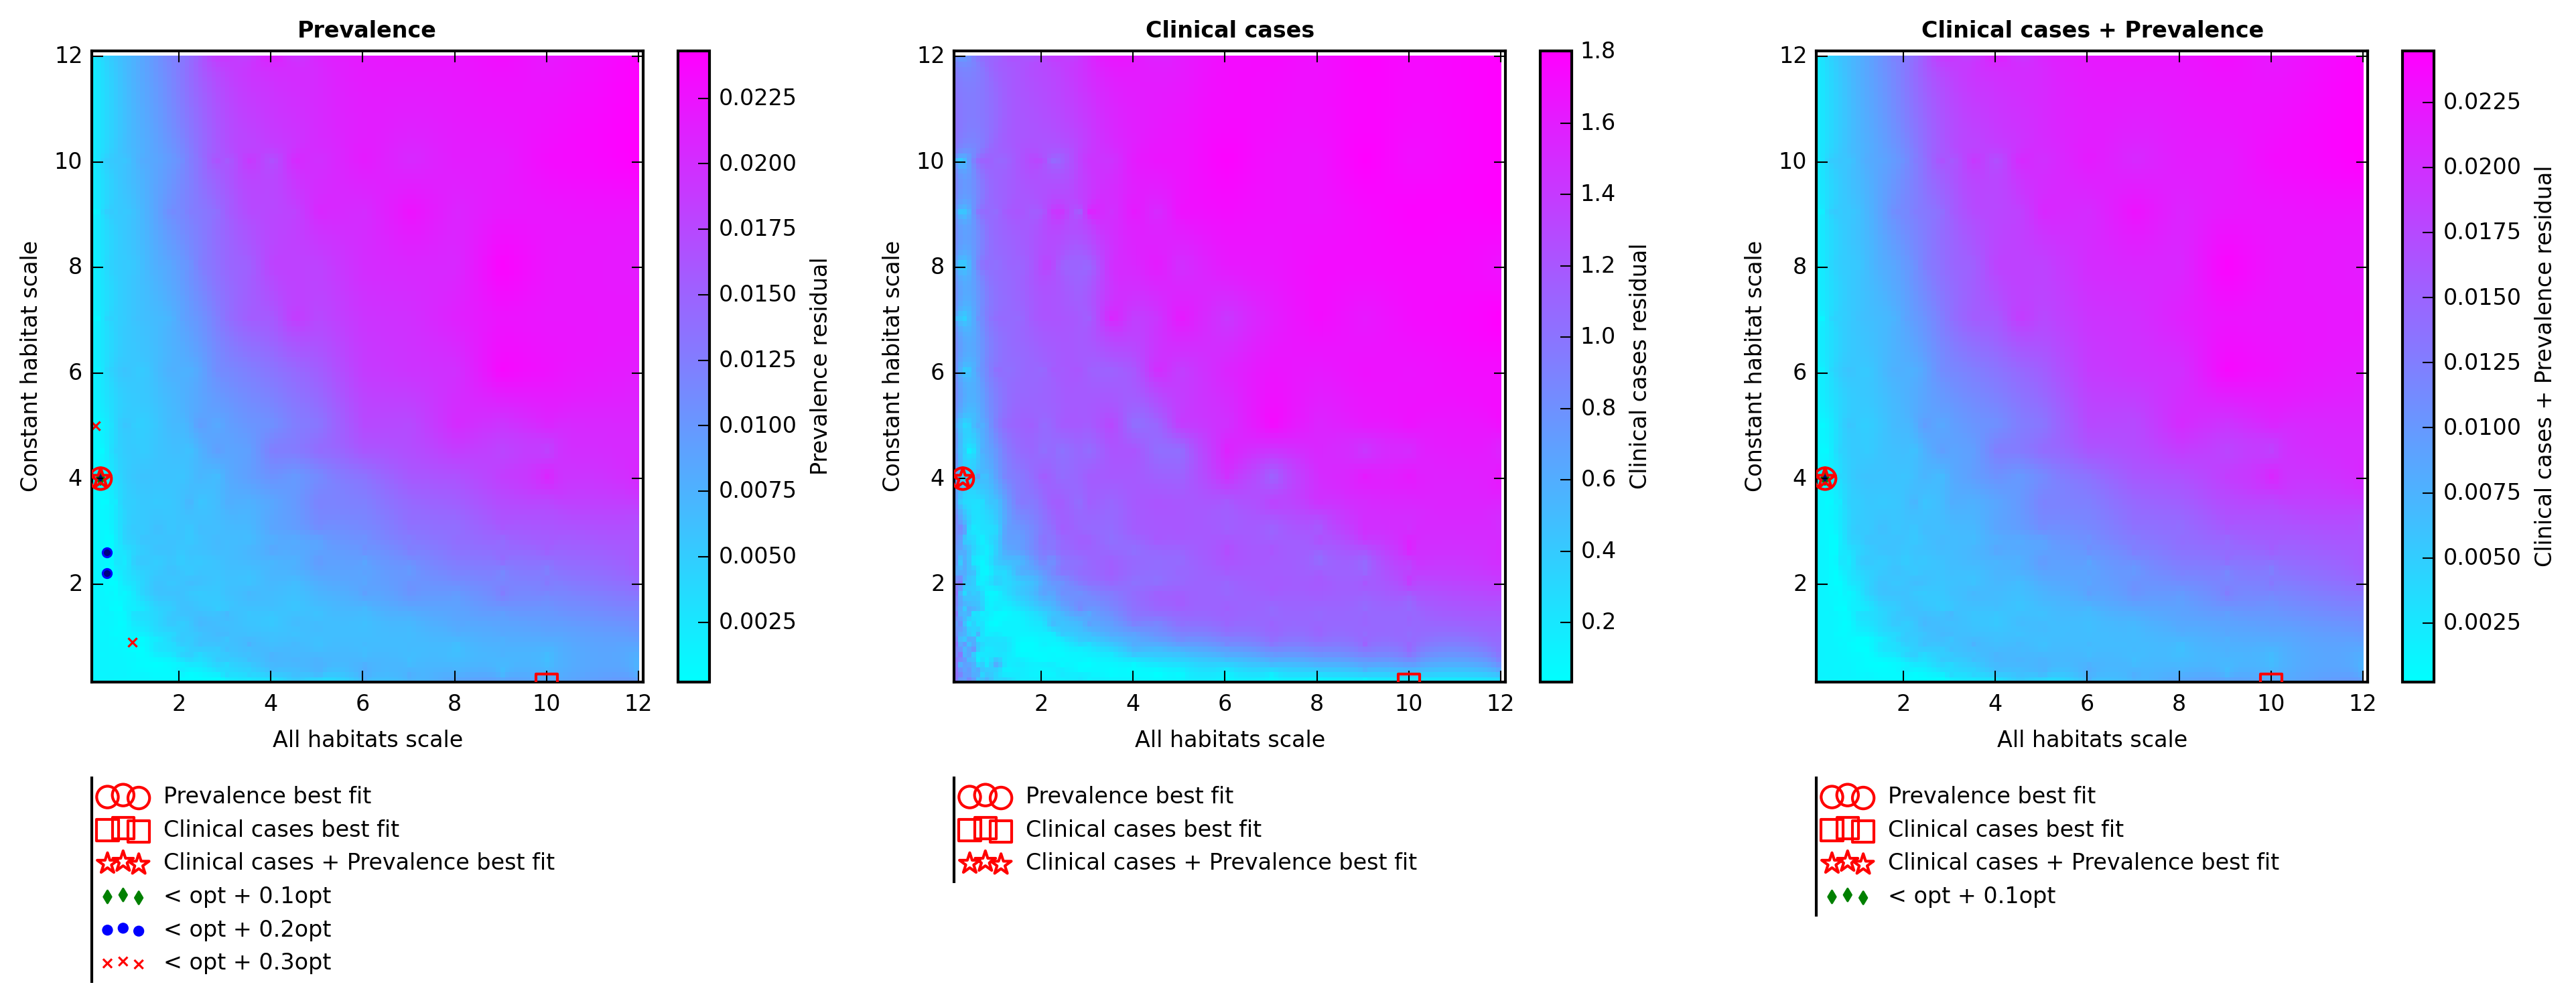 Prevalence
12
10
8
6
4
2
Constant habitat scale
2 4 6 8 10 12
All habitats scale
0.0225
0.0200
0.0175
0.0150
0.0125
0.0100
0.0075
0.0050
0.0025
Prevalence residual
Prevalence best fit
Clinical cases best fit
Clinical cases + Prevalence best fit
< opt + 0.1opt
< opt + 0.2opt
< opt + 0.3opt
Clinical cases
12
10
8
6
4
2
Constant habitat scale
2 4 6 8 10 12
All habitats scale
1.8
1.6
1.4
1.2
1.0
0.8
0.6
0.4
0.2
Clinical cases residual
Prevalence best fit
Clinical cases best fit
Clinical cases + Prevalence best fit
Clinical cases + Prevalence
12
10
8
6
4
2
Constant habitat scale
2 4 6 8 10 12
All habitats scale
0.0225
0.0200
0.0175
0.0150
0.0125
0.0100
0.0075
0.0050
0.0025
Clinical cases + Prevalence residual
Prevalence best fit
Clinical cases best fit
Clinical cases + Prevalence best fit
< opt + 0.1opt